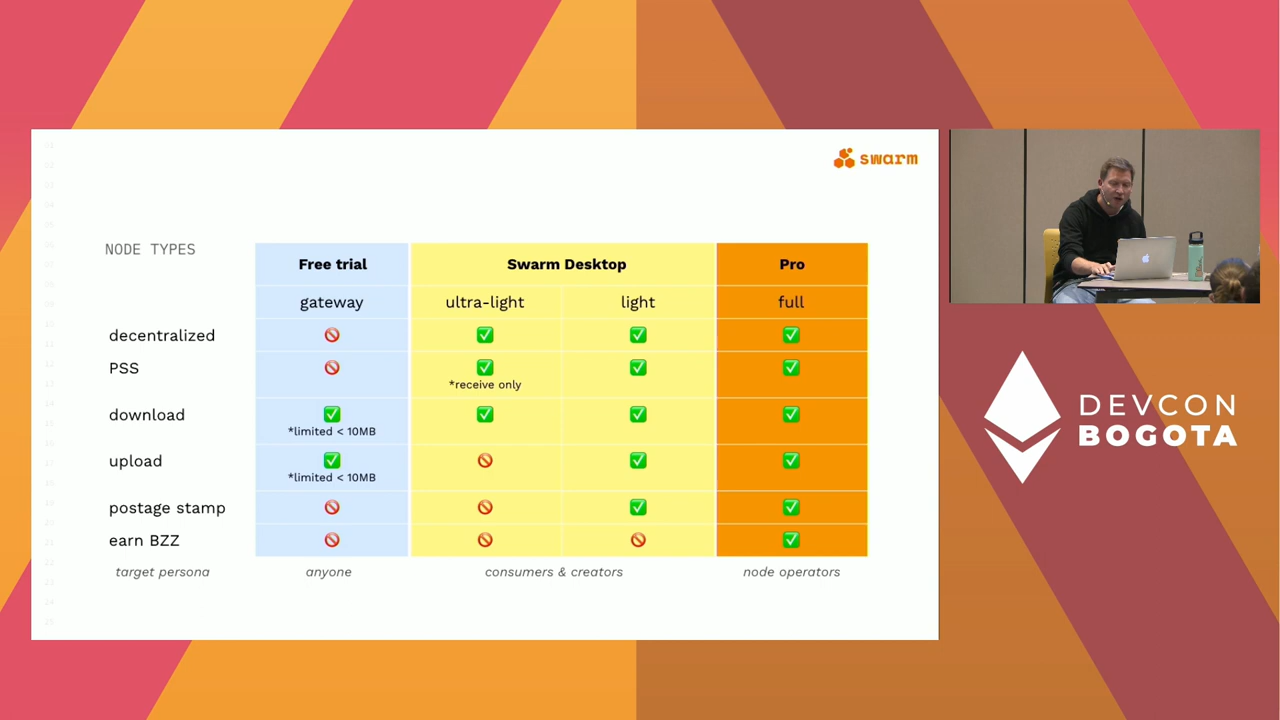 swarm
NODE TYPES
Free trial Swarm Desktop Pro
gateway ultra-light light full
decentralized
PSS
*receive only
download
*limited < 10MB
upload
*limited < 10MB
postage stamp
earn BZZ
target persona anyone consumers & creators node operators
DEVCON
BOGOTA